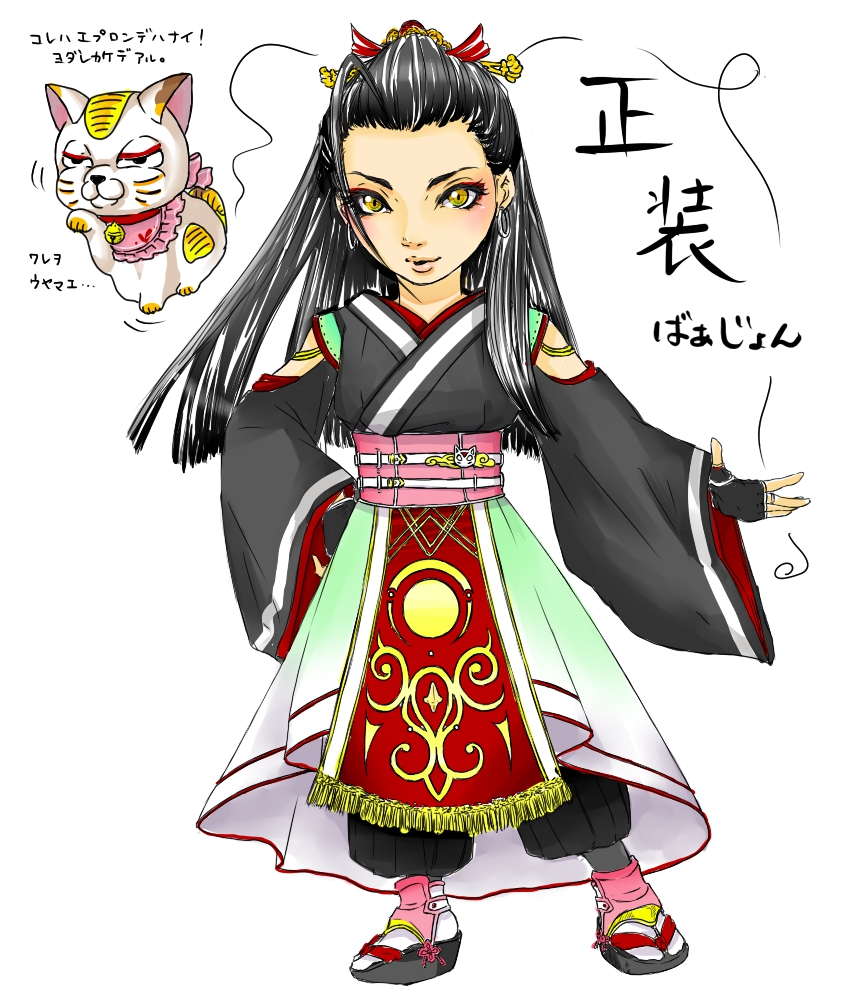 コレハエプロンデハナイ!
ヨダレカケデアル。
ワレヲ
ウヤマエ…
正
装
ばぁじょん